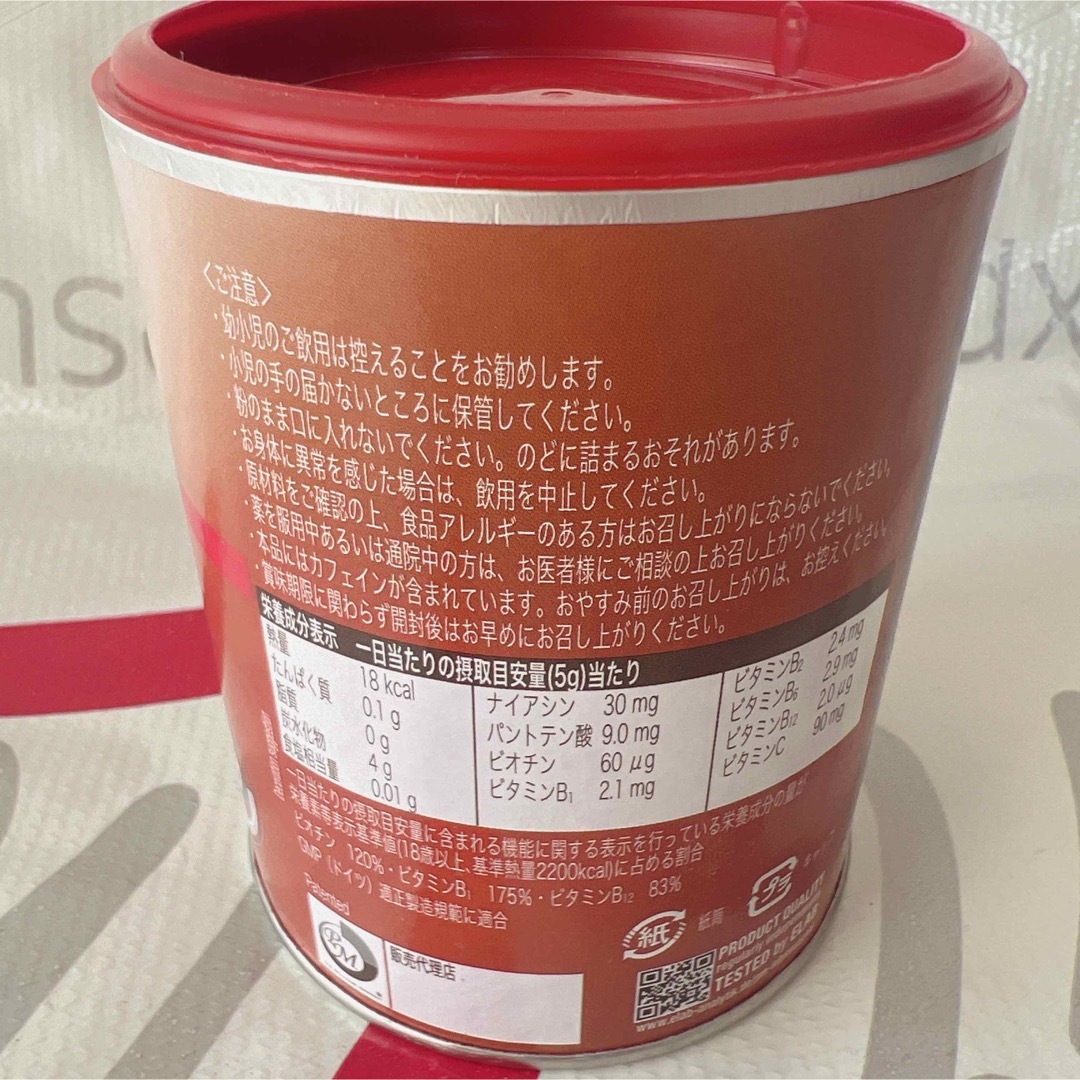 〈ご注意〉
・幼小児のご飲用は控えることをお勧めします。
・小児の手の届かないところに保管してください。
・粉のまま口に入れないでください。のどに詰まるおそれがあります。
・お身体に異常を感じた場合は、飲用を中止してください。
・原材料をご確認の上、食品アレルギーのある方はお召し上がりにならないでください。
・薬を服用中あるいは通院中の方は、お医者様にご相談の上お召し上がりください。
・本品にはカフェインが含まれています。おやすみ前のお召し上がりは、お控えください。
・賞味期限に関わらず開封後はお早めにお召し上がりください。
栄養成分表示 一日当たりの摂取目安量(5g)当たり
熱量 18 kcal
たんぱく質 0.1 g
脂質 0 g
炭水化物 4 g
食塩相当量 0.01 g
ナイアシン 30 mg
パントテン酸 9.0 mg
ビオチン 60 μg
ビタミンB₁ 2.1 mg
ビタミンB₂ 2.4 mg
ビタミンB₆ 2.9 mg
ビタミンB₁₂ 2.0 μg
ビタミンC 90 mg
一日当たりの摂取目安量に含まれる機能に関する表示を行っている栄養成分の量が
栄養素等表示基準値(18歳以上、基準熱量2200kcal)に占める割合
ビオチン 120%・ビタミンB₁ 175%・ビタミンB₁₂ 83%
GMP（ドイツ）適正製造規範に適合
Patented
PM
販売代理店
紙
紙筒
プラ
PRODUCT QUALITY
TESTED by ELAB